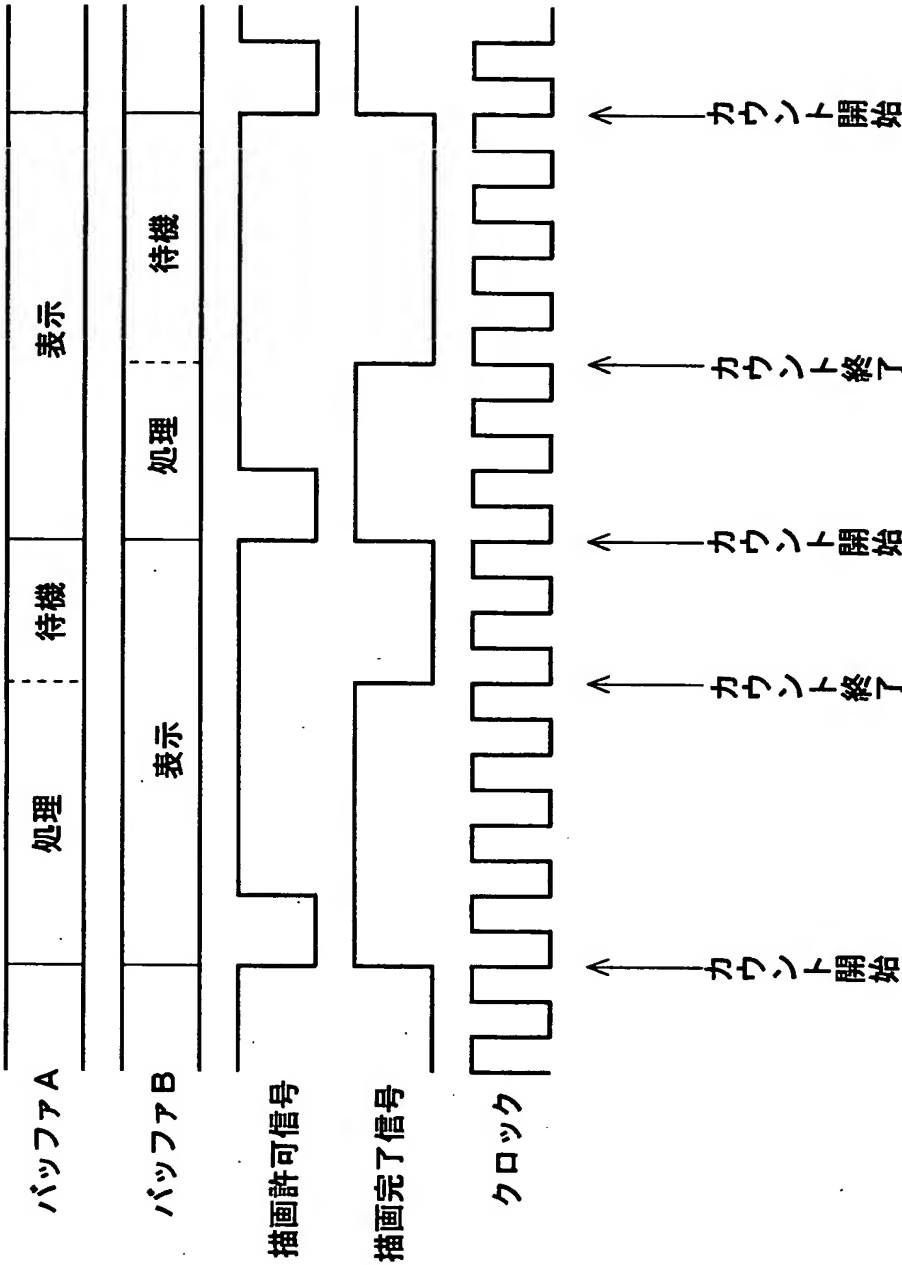 バッファA
処理
待機
表示
バッファB
表示
処理
待機
描画許可信号
描画完了信号
クロック
カウント開始
カウント終了
カウント開始
カウント終了
カウント開始